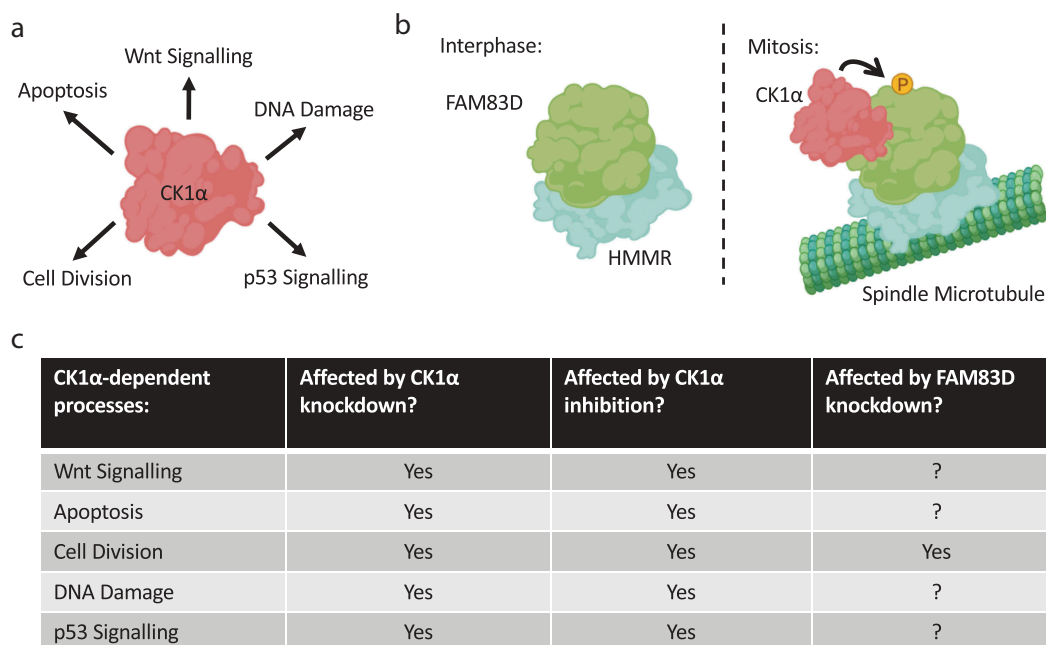 a
Wnt Signalling
Apoptosis
DNA Damage
CK1α
Cell Division
p53 Signalling
b
Interphase:
FAM83D
HMMR
Mitosis:
CK1α
P
Spindle Microtubule
c
CK1α-dependent processes:
Affected by CK1α knockdown?
Affected by CK1α inhibition?
Affected by FAM83D knockdown?
Wnt Signalling Yes Yes ?
Apoptosis Yes Yes ?
Cell Division Yes Yes Yes
DNA Damage Yes Yes ?
p53 Signalling Yes Yes ?